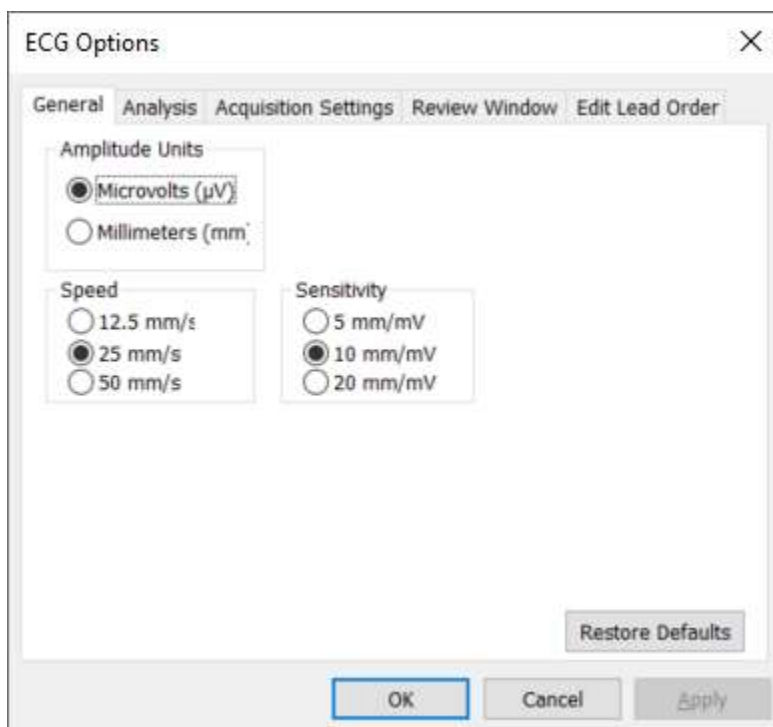 ECG Options
General Analysis Acquisition Settings Review Window Edit Lead Order
Amplitude Units
Microvolts (µV)
Millimeters (mm)
Speed
12.5 mm/s
25 mm/s
50 mm/s
Sensitivity
5 mm/mV
10 mm/mV
20 mm/mV
Restore Defaults
OK Cancel Apply